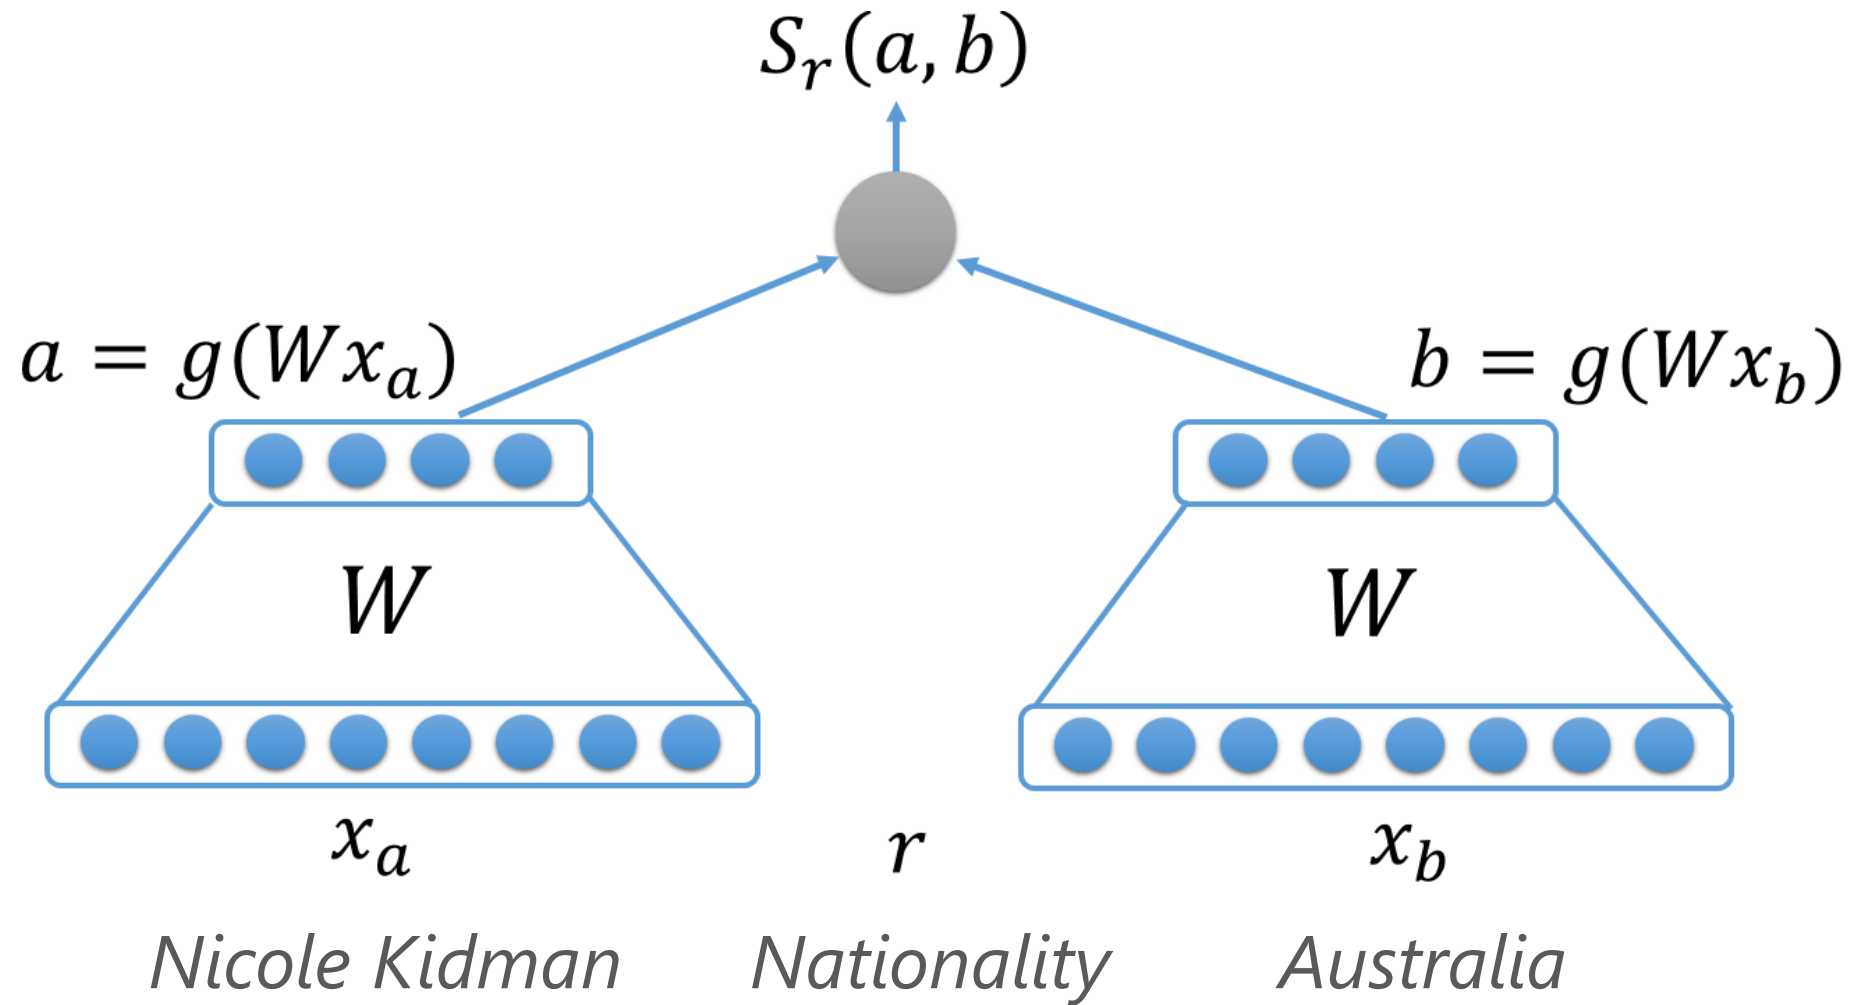 S_r(a, b)
a = g(Wx_a)
b = g(Wx_b)
W
W
x_a
r
x_b
Nicole Kidman
Nationality
Australia